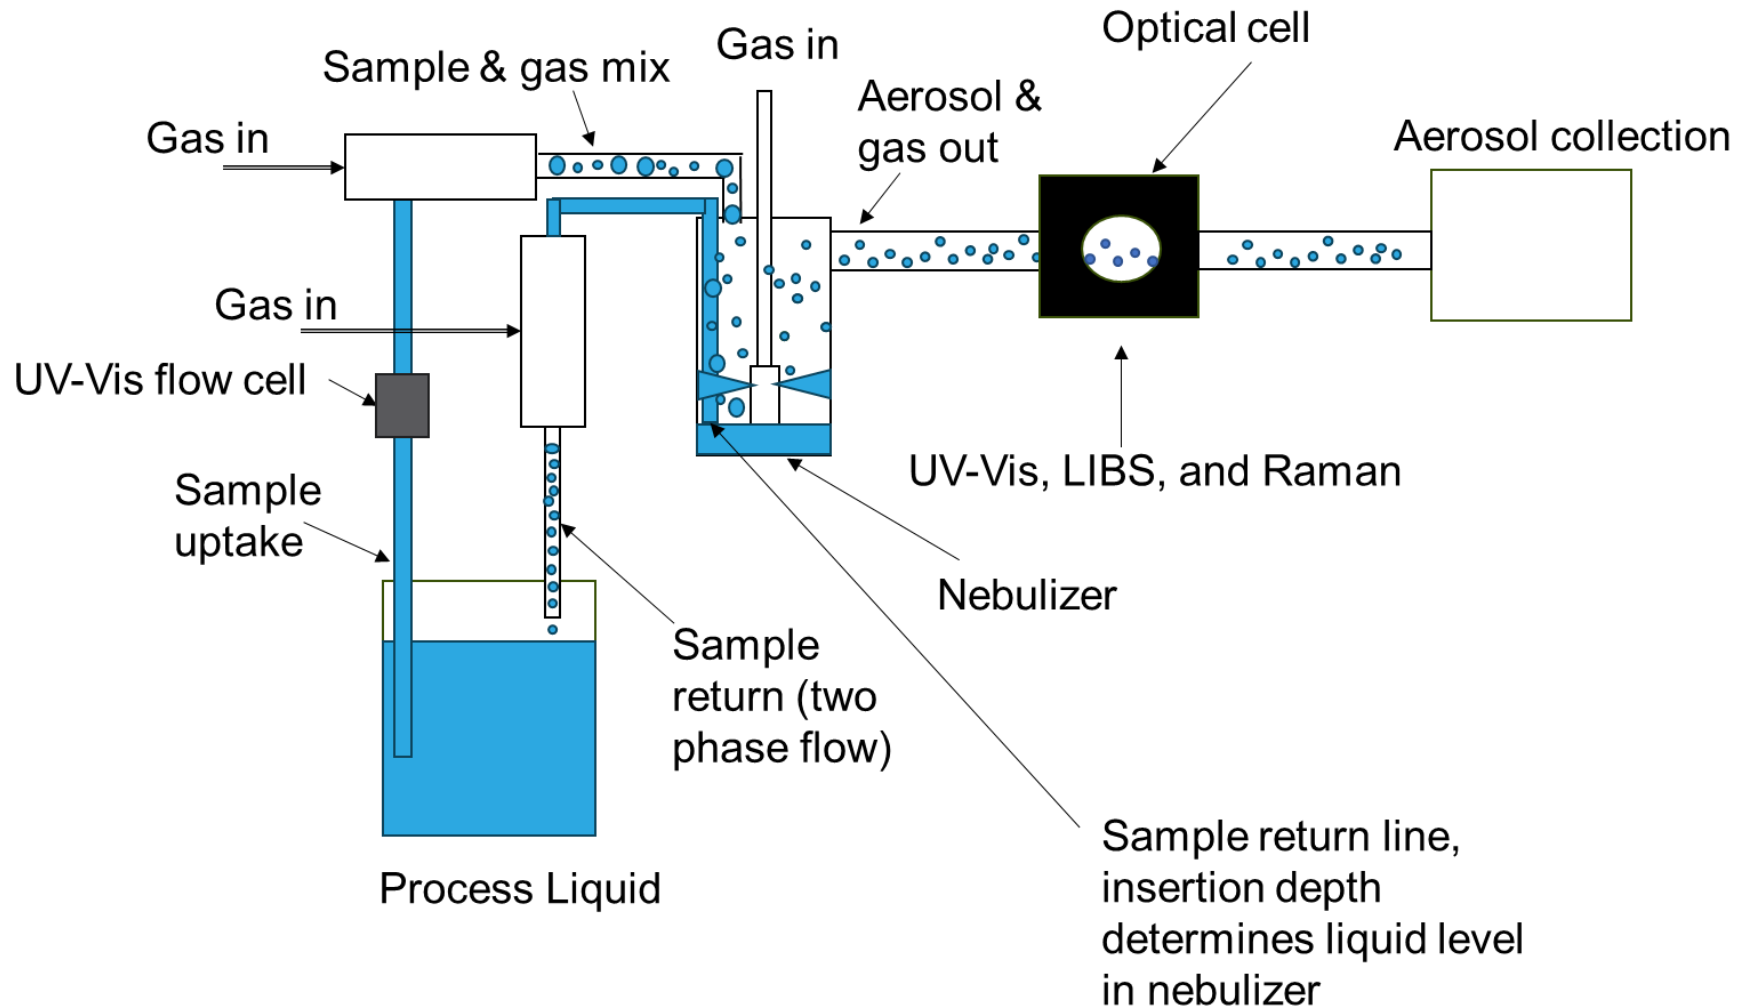 Optical cell
Gas in
Sample & gas mix
Aerosol &
gas out
Gas in
Aerosol collection
Gas in
UV-Vis flow cell
UV-Vis, LIBS, and Raman
Sample
uptake
Nebulizer
Sample
return (two
phase flow)
Process Liquid
Sample return line,
insertion depth
determines liquid level
in nebulizer